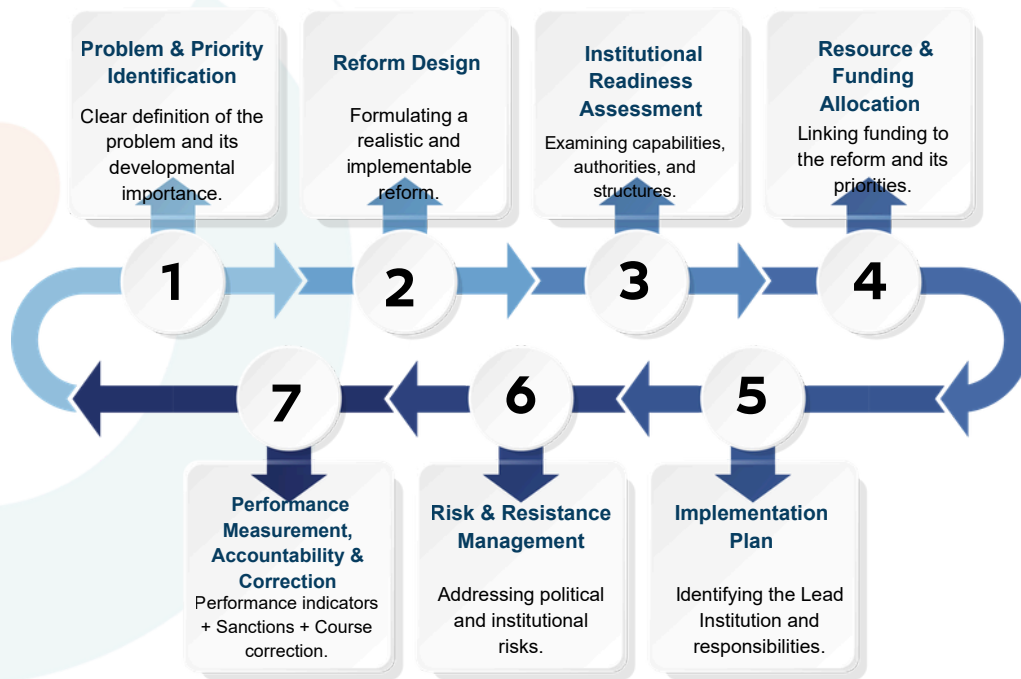 Problem & Priority
Identification
Clear definition of the
problem and its
developmental
importance.
Reform Design
Formulating a
realistic and
implementable
reform.
Institutional
Readiness
Assessment
Examining capabilities,
authorities, and
structures.
Resource &
Funding
Allocation
Linking funding to
the reform and its
priorities.
1
2
3
4
7
6
5
Performance
Measurement,
Accountability &
Correction
Performance indicators
+ Sanctions + Course
correction.
Risk & Resistance
Management
Addressing political
and institutional
risks.
Implementation
Plan
Identifying the Lead
Institution and
responsibilities.